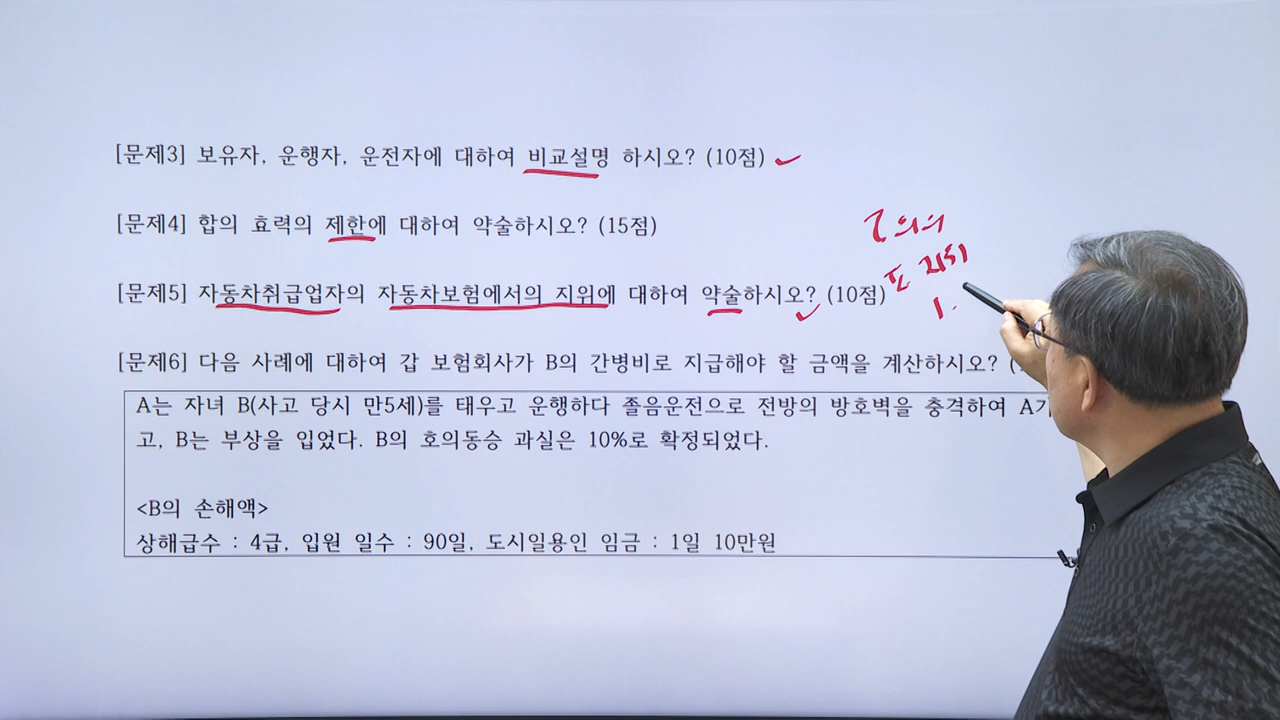 [문제3] 보유자, 운행자, 운전자에 대하여 비교설명 하시오? (10점)
[문제4] 합의 효력의 제한에 대하여 약술하시오? (15점)
I 의의
[문제5] 자동차취급업자의 자동차보험에서의 지위에 대하여 약술하시오? (10점)
II 지위
1.
[문제6] 다음 사례에 대하여 갑 보험회사가 B의 간병비로 지급해야 할 금액을 계산하시오? (
A는 자녀 B(사고 당시 만5세)를 태우고 운행하다 졸음운전으로 전방의 방호벽을 충격하여
고, B는 부상을 입었다. B의 호의동승 과실은 10%로 확정되었다.
<B의 손해액>
상해급수 : 4급, 입원 일수 : 90일, 도시일용인 임금 : 1일 10만원